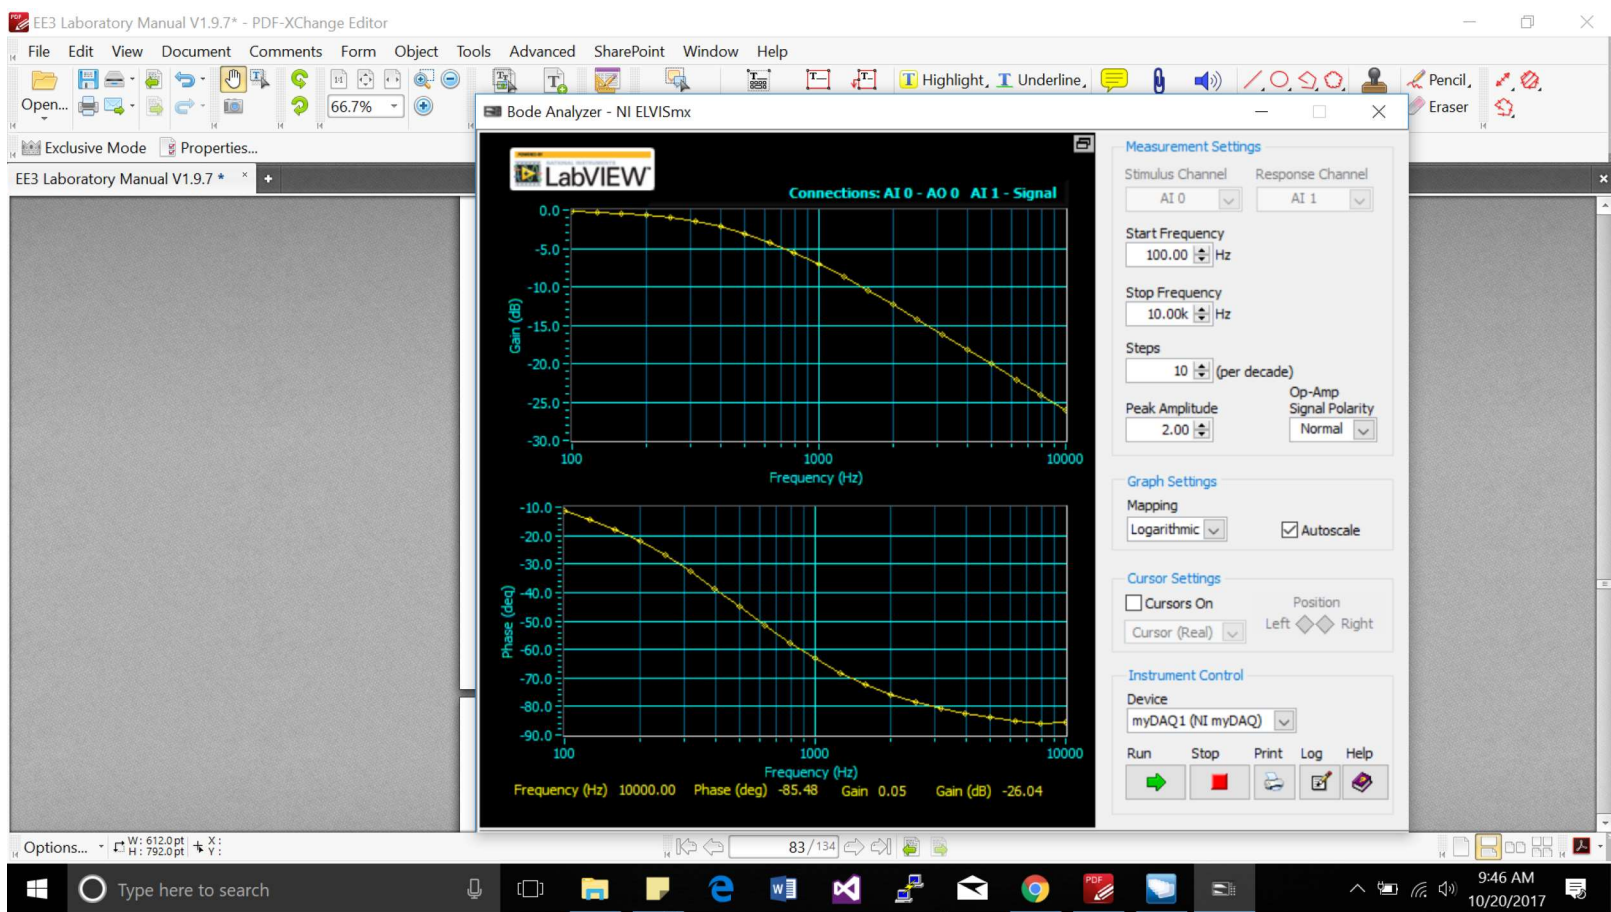 EE3 Laboratory Manual V1.9.7* - PDF-XChange Editor
File Edit View Document Comments Form Object Tools Advanced SharePoint Window Help
Open... 66.7% Highlight, Underline, Pencil, Eraser
Exclusive Mode Properties...
EE3 Laboratory Manual V1.9.7 *
Bode Analyzer - NI ELVISmx
POWERED BY
NATIONAL INSTRUMENTS
LabVIEW
Connections: AI 0 - AO 0 AI 1 - Signal
0.0
-5.0
-10.0
-15.0
-20.0
-25.0
-30.0
Gain (dB)
100 1000 10000
Frequency (Hz)
-10.0
-20.0
-30.0
-40.0
-50.0
-60.0
-70.0
-80.0
-90.0
Phase (deg)
100 1000 10000
Frequency (Hz)
Frequency (Hz) 10000.00 Phase (deg) -85.48 Gain 0.05 Gain (dB) -26.04
Measurement Settings
Stimulus Channel Response Channel
AI 0 AI 1
Start Frequency
100.00 Hz
Stop Frequency
10.00k Hz
Steps
10 (per decade)
Peak Amplitude
2.00
Op-Amp
Signal Polarity
Normal
Graph Settings
Mapping
Logarithmic Autoscale
Cursor Settings
Cursors On Position
Cursor (Real) Left Right
Instrument Control
Device
myDAQ1 (NI myDAQ)
Run Stop Print Log Help
Options... W: 612.0 pt X:
H: 792.0 pt Y:
83/134
Type here to search
PDF
9:46 AM
10/20/2017